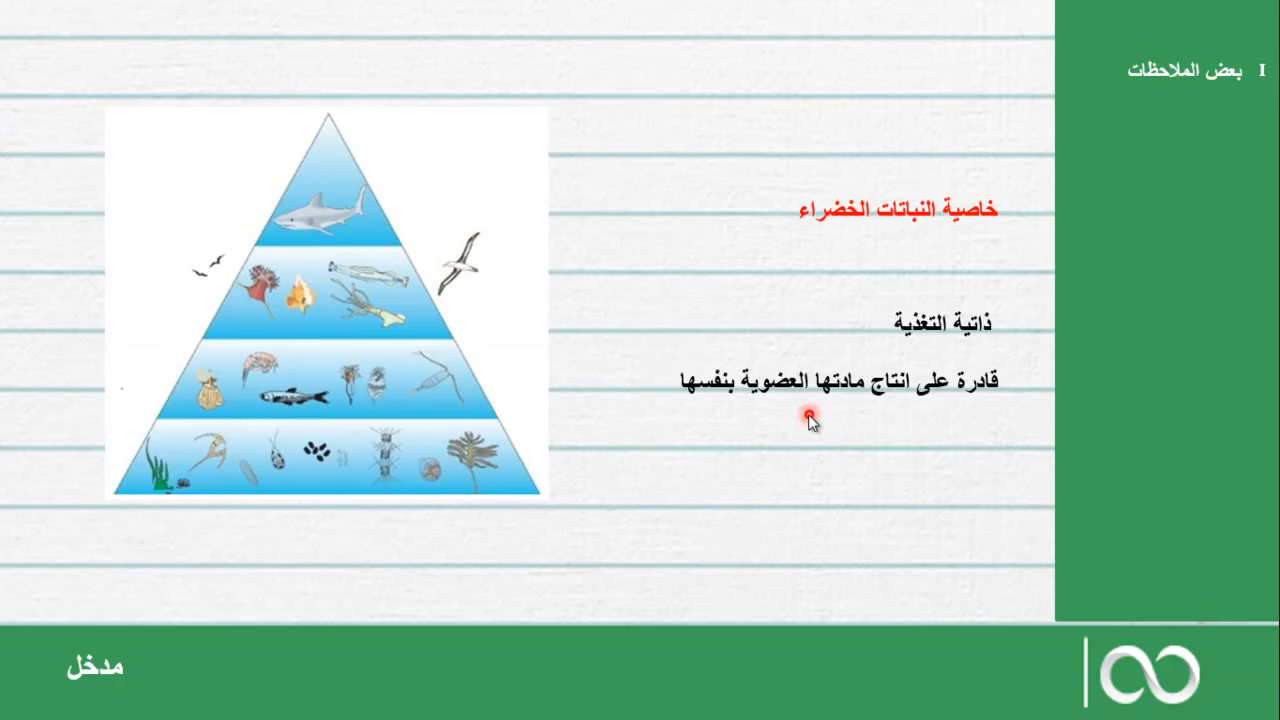 I بعض الملاحظات
خاصية النباتات الخضراء
ذاتية التغذية
قادرة على انتاج مادتها العضوية بنفسها
مدخل